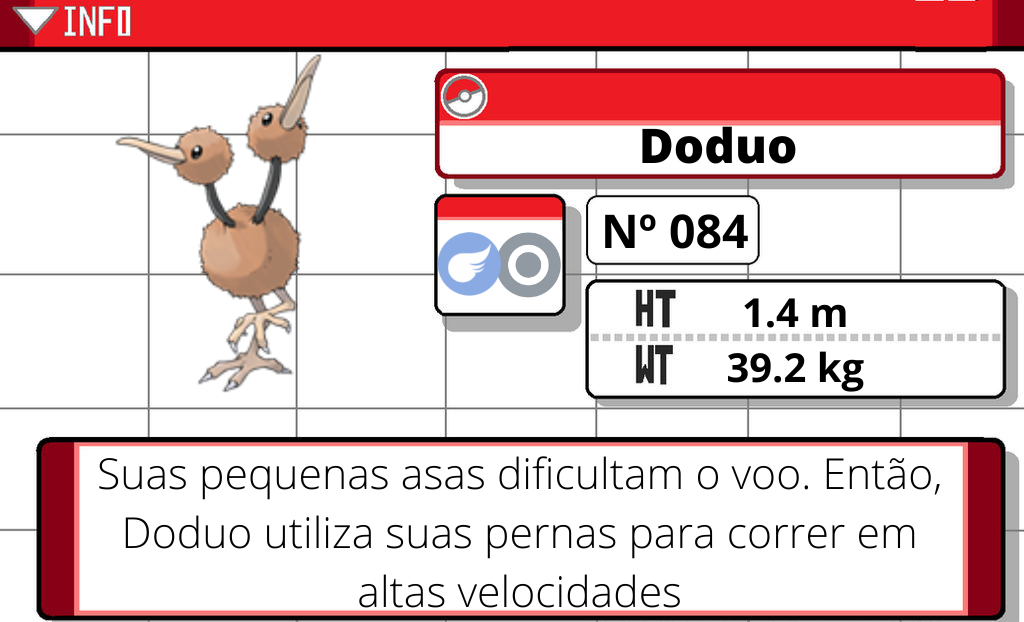 INFO
Doduo
Nº 084
HT 1.4 m
WT 39.2 kg
Suas pequenas asas dificultam o voo. Então,
Doduo utiliza suas pernas para correr em
altas velocidades